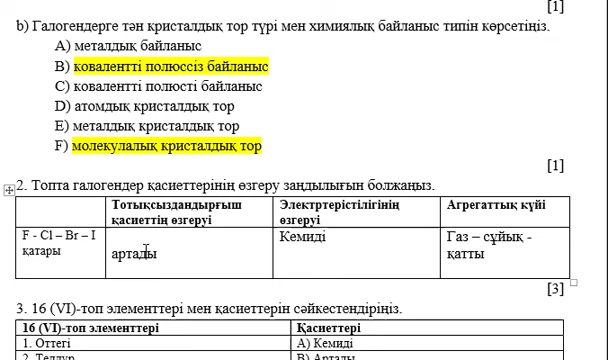 [1]
b) Галогендерге тән кристалдық тор түрі мен химиялық байланыс типін көрсетіңіз.
A) металдық байланыс
B) ковалентті полюссіз байланыс
C) ковалентті полюсті байланыс
D) атомдық кристалдық тор
E) металдық кристалдық тор
F) молекулалық кристалдық тор
[1]
2. Топта галогендер қасиеттерінің өзгеру заңдылығын болжаңыз.
Тотықсыздандырғыш қасиеттің өзгеруі
Электртерістілігінің өзгеруі
Агрегаттық күйі
F - Cl – Br – I қатары
артады
Кемиді
Газ – сұйық - қатты
[3]
3. 16 (VI)-топ элементтері мен қасиеттерін сәйкестендіріңіз.
16 (VI)-топ элементтері
Қасиеттері
1. Оттегі
A) Кемиді
2. Теллур
B) Артады